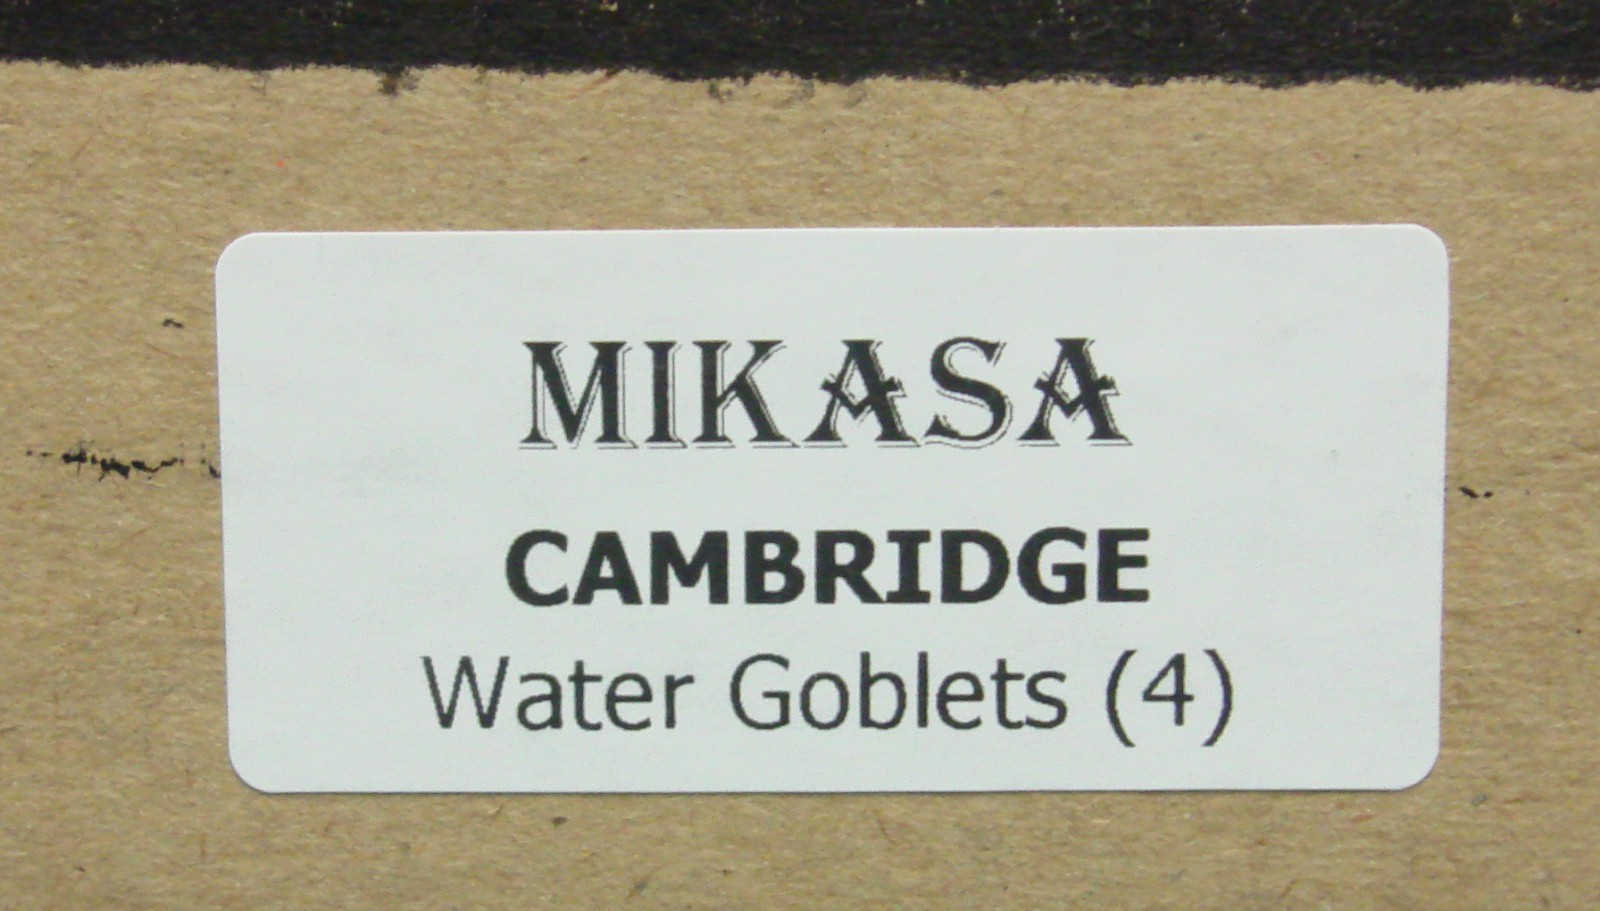 MIKASA
CAMBRIDGE
Water Goblets (4)